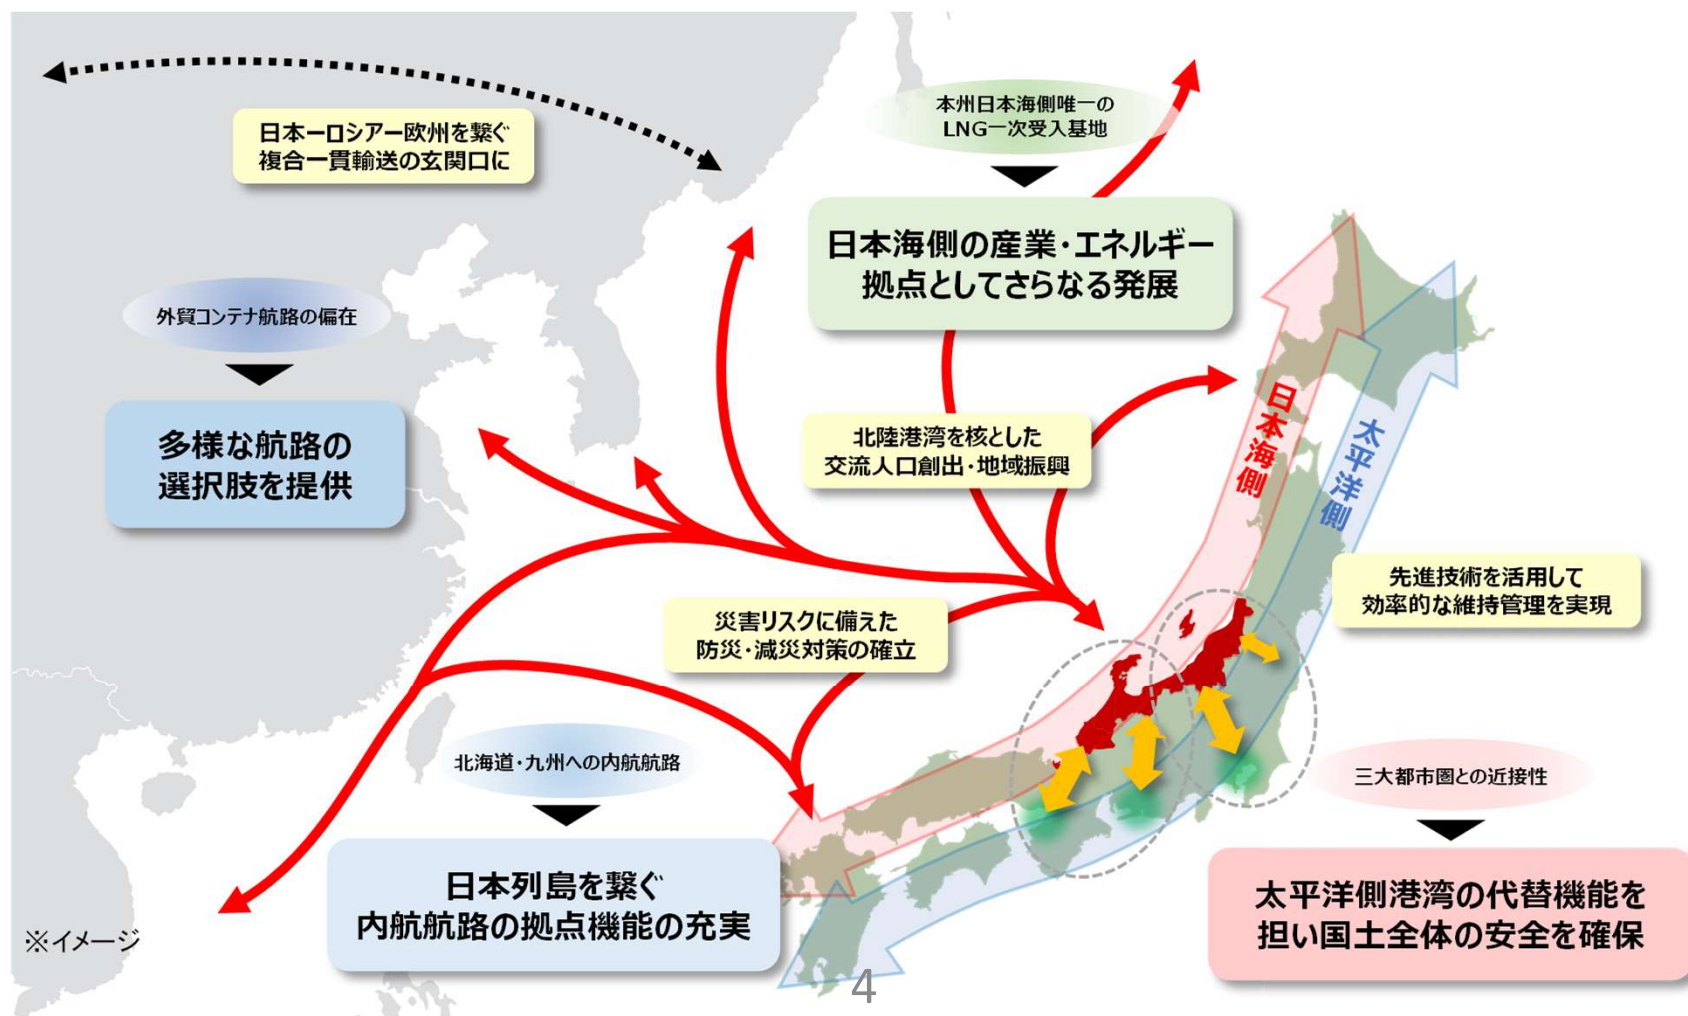 日本ーロシアー欧州を繋ぐ
複合一貫輸送の玄関口に
本州日本海側唯一の
LNG一次受入基地
日本海側の産業・エネルギー
拠点としてさらなる発展
外貿コンテナ航路の偏在
多様な航路の
選択肢を提供
北陸港湾を核とした
交流人口創出・地域振興
日本海側
太平洋側
先進技術を活用して
効率的な維持管理を実現
災害リスクに備えた
防災・減災対策の確立
北海道・九州への内航航路
日本列島を繋ぐ
内航航路の拠点機能の充実
三大都市圏との近接性
太平洋側港湾の代替機能を
担い国土全体の安全を確保
※イメージ
4